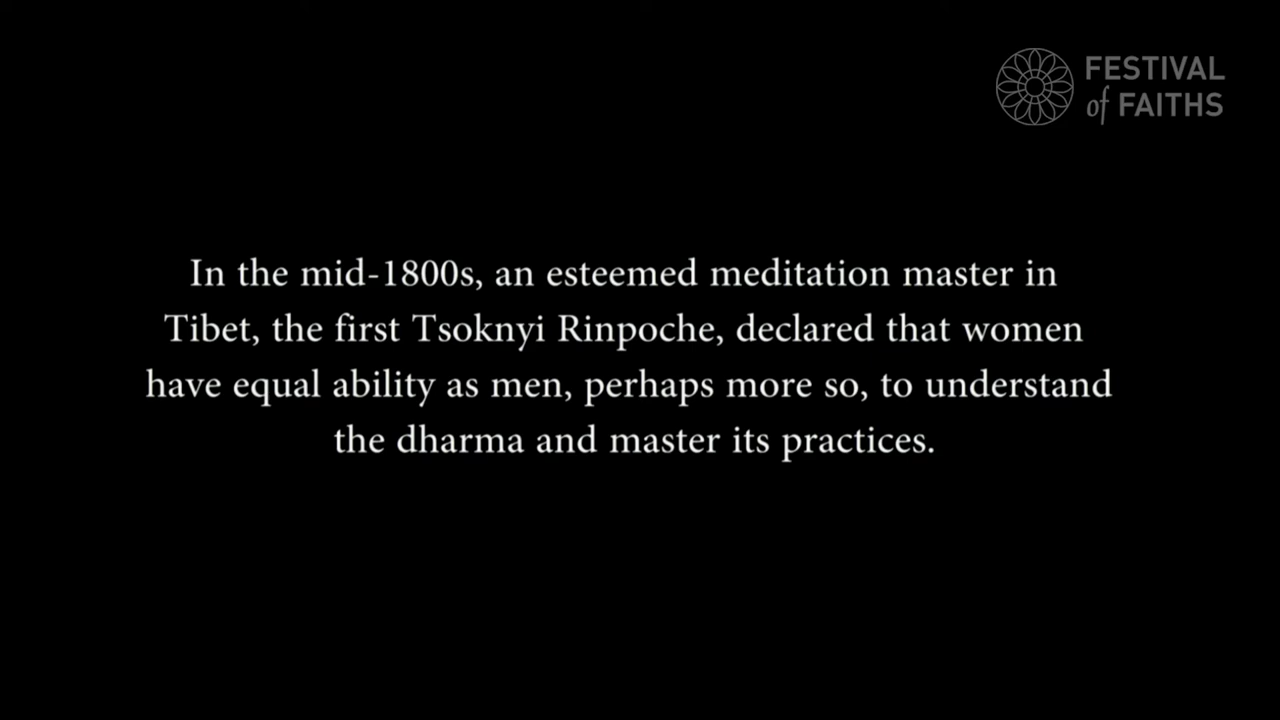 FESTIVAL
of FAITHS
In the mid-1800s, an esteemed meditation master in
Tibet, the first Tsoknyi Rinpoche, declared that women
have equal ability as men, perhaps more so, to understand
the dharma and master its practices.